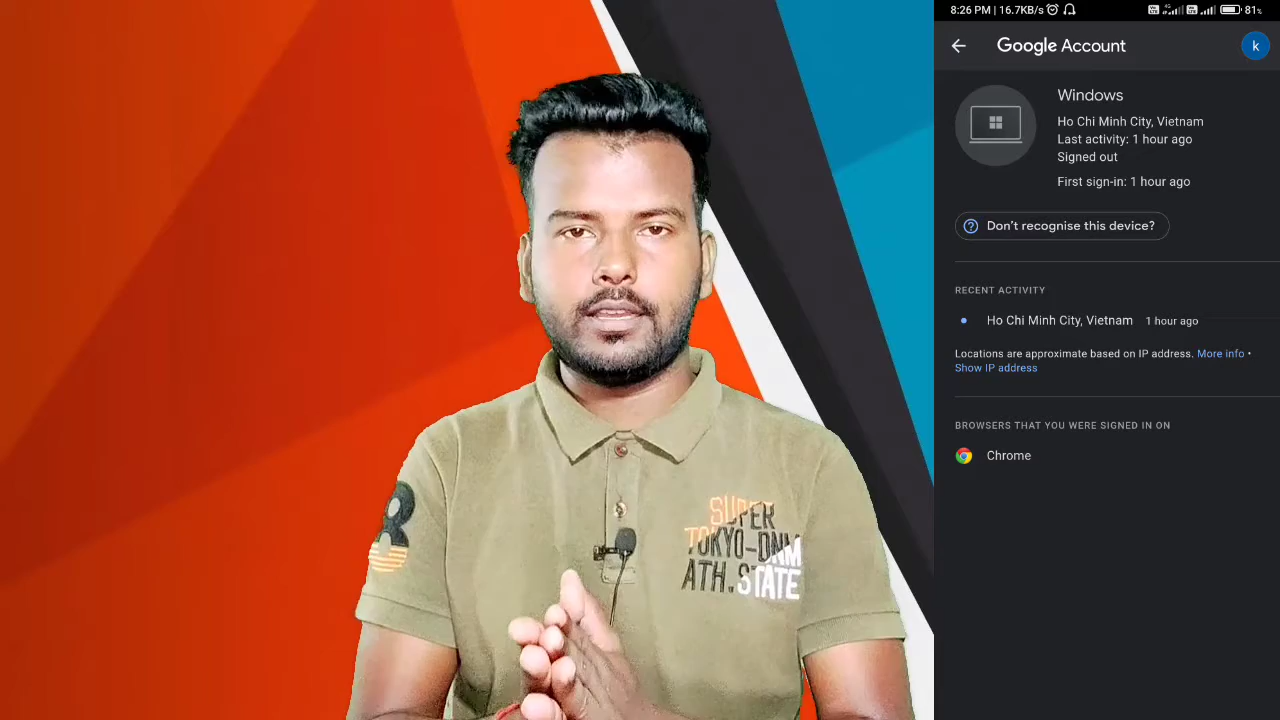 8:26 PM | 16.7KB/s
81%
Google Account
k
Windows
Ho Chi Minh City, Vietnam
Last activity: 1 hour ago
Signed out
First sign-in: 1 hour ago
Don't recognise this device?
RECENT ACTIVITY
Ho Chi Minh City, Vietnam 1 hour ago
Locations are approximate based on IP address. More info •
Show IP address
BROWSERS THAT YOU WERE SIGNED IN ON
Chrome
8
SUPER
TOKYO-DNM
ATH.STATE